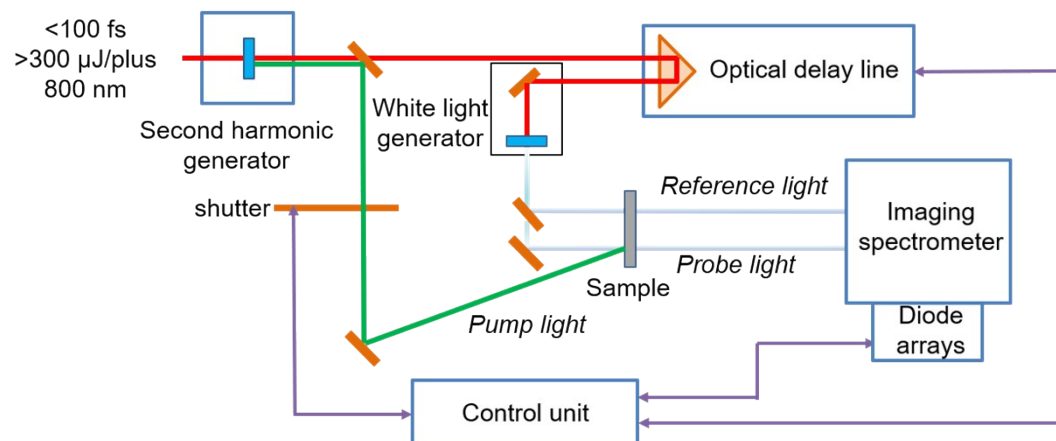 <100 fs
>300 µJ/plus
800 nm
Second harmonic
generator
White light
generator
Optical delay line
shutter
Reference light
Probe light
Sample
Pump light
Imaging
spectrometer
Diode
arrays
Control unit